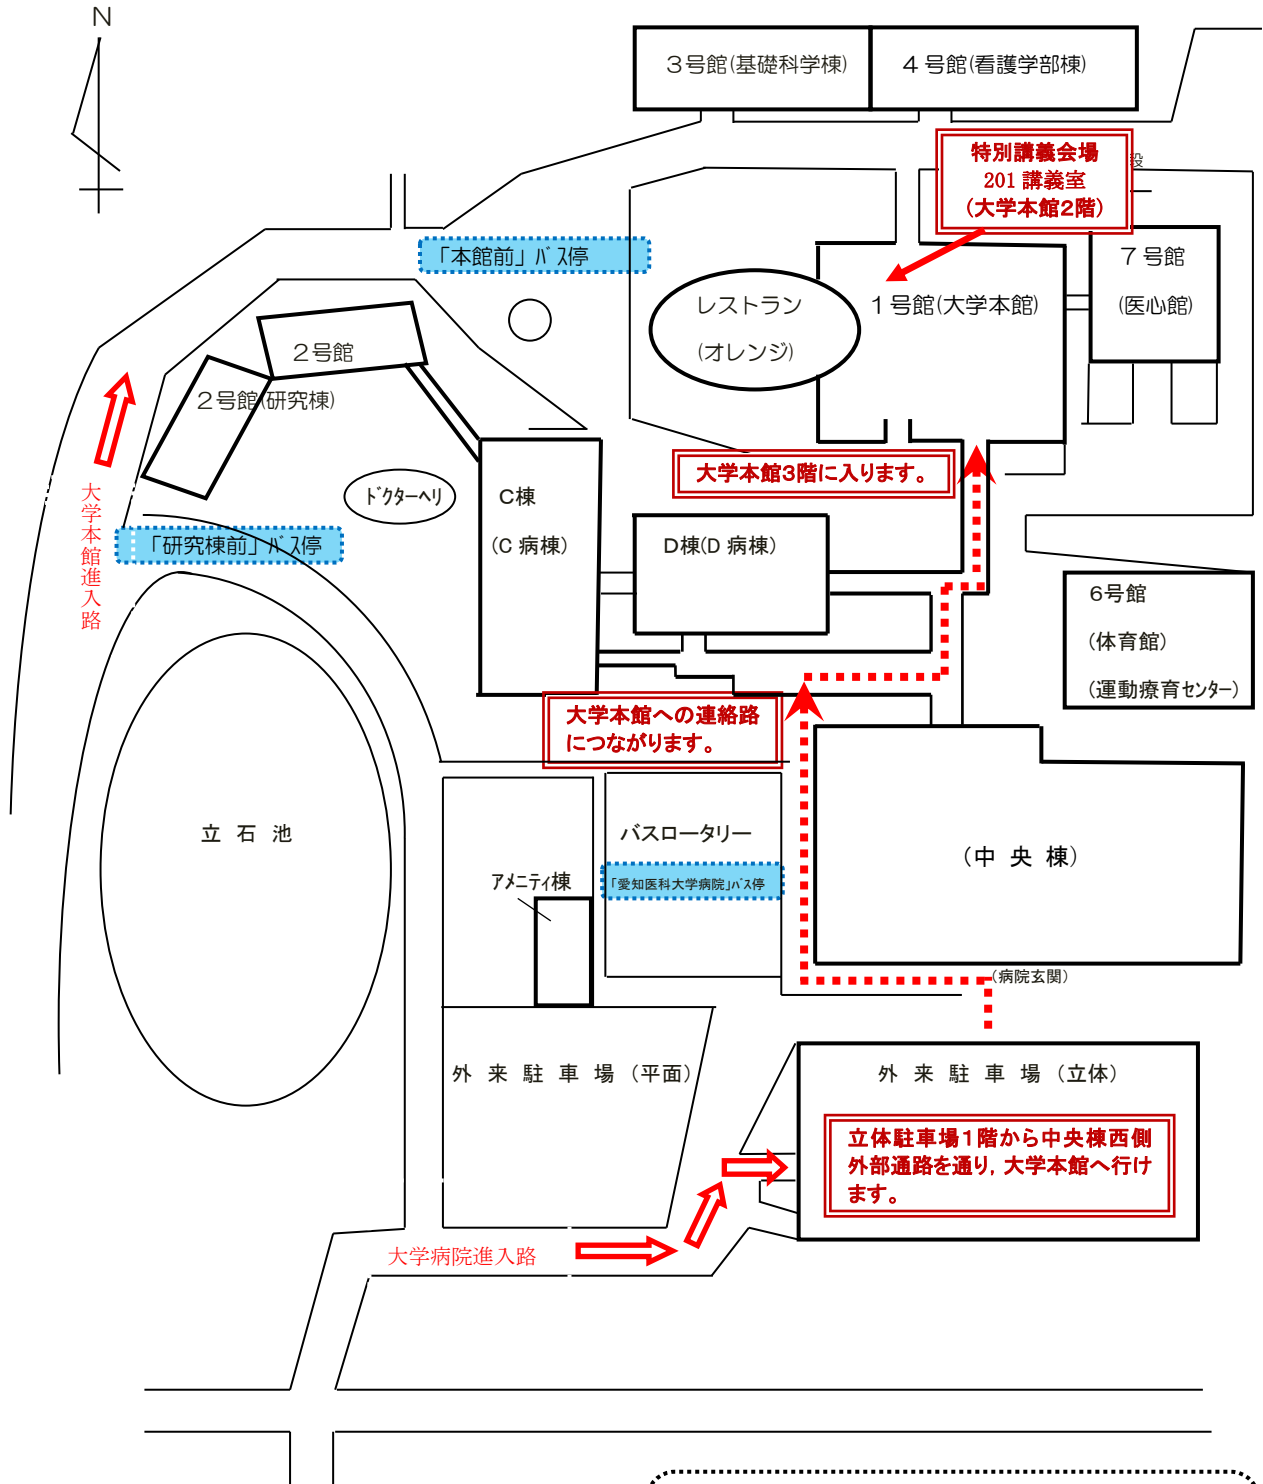 N
3号館(基礎科学棟)
4 号館(看護学部棟)
特別講義会場
201 講義室
(大学本館2階)
設
「本館前」バス停
7 号館
(医心館)
レストラン
(オレンジ)
1 号館(大学本館)
2号館
2号館(研究棟)
大学本館3階に入ります。
大学本館進入路
ドクターヘリ
C棟
(C 病棟)
D棟(D 病棟)
「研究棟前」バス停
6号館
(体育館)
(運動療育センター)
大学本館への連絡路
につながります。
立 石 池
バスロータリー
「愛知医科大学病院」バス停
アメニティ棟
(中 央 棟)
(病院玄関)
外 来 駐 車 場 (平面)
外 来 駐 車 場 (立体)
立体駐車場1階から中央棟西側
外部通路を通り, 大学本館へ行け
ます。
大学病院進入路